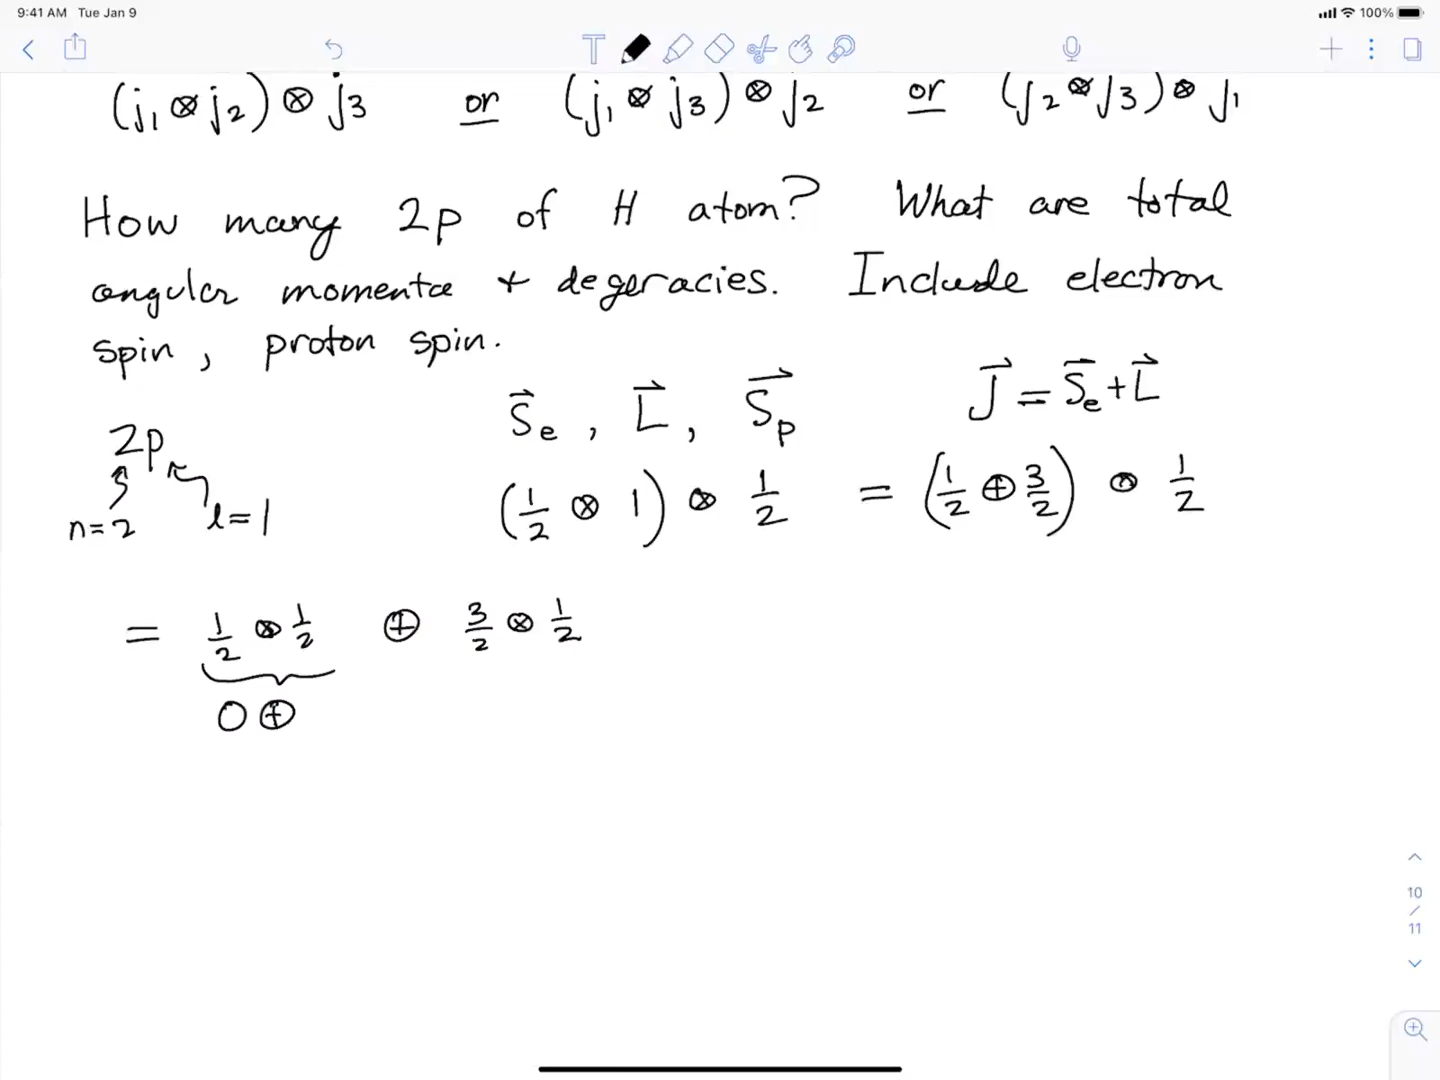 9:41 AM Tue Jan 9 100%
T
(j₁ ⊗ j₂) ⊗ j₃ or (j₁ ⊗ j₃) ⊗ j₂ or (j₂ ⊗ j₃) ⊗ j₁
How many 2p of H atom? What are total
angular momenta + degeracies. Include electron
spin, proton spin.
S⃗ₑ, L⃗, S⃗ₚ J⃗ = S⃗ₑ + L⃗
2p
(1/2 ⊗ 1) ⊗ 1/2 = (1/2 ⊕ 3/2) ⊗ 1/2
n=2 l=1
= 1/2 ⊗ 1/2 ⊕ 3/2 ⊗ 1/2
0 ⊕
10
/
11